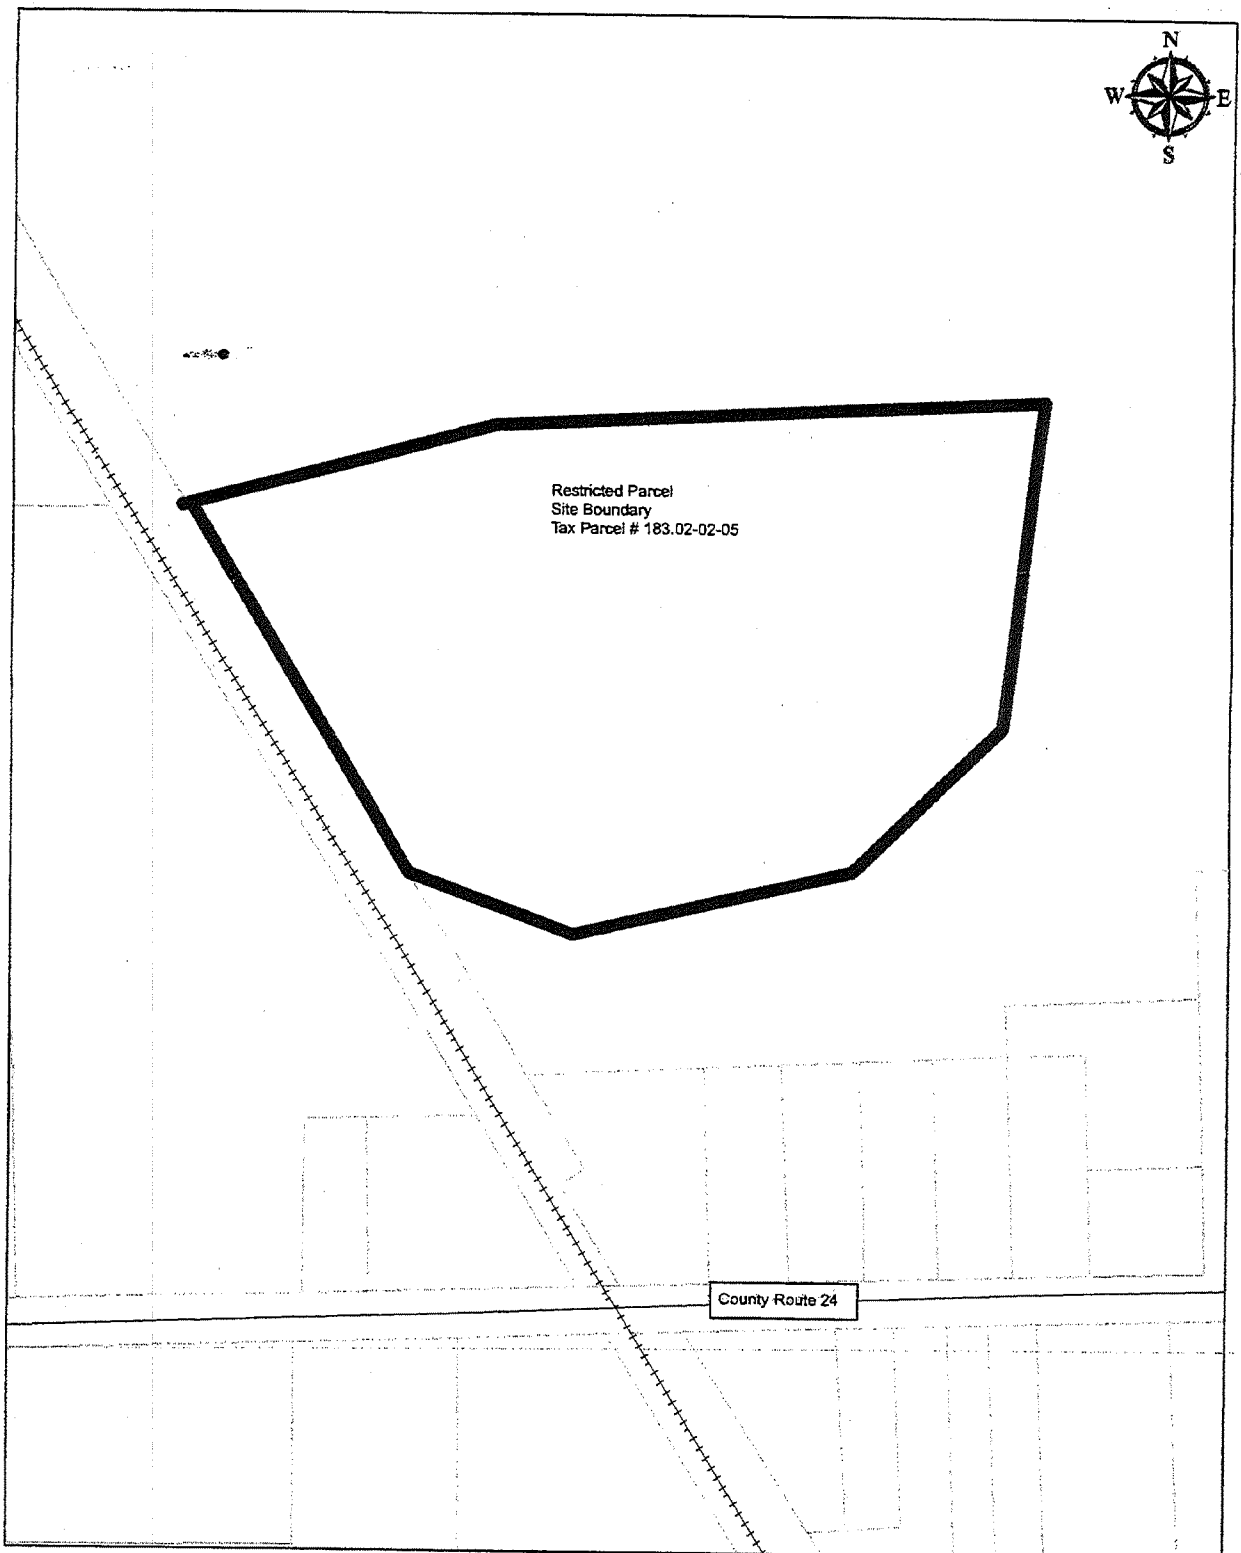 N
W E
S
Restricted Parcel
Site Boundary
Tax Parcel # 183.02-02-05
County Route 24